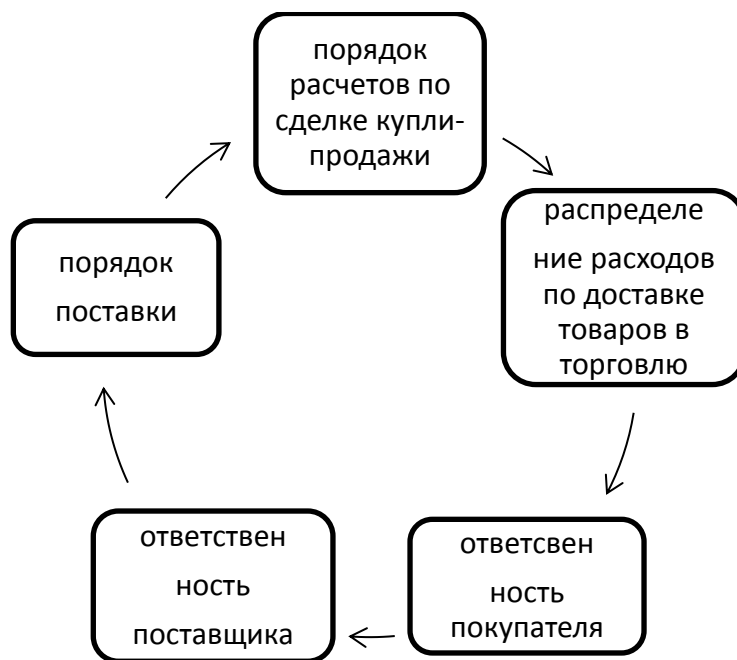 порядок
расчетов по
сделке купли-
продажи
распределе
ние расходов
по доставке
товаров в
торговлю
ответсвен
ность
покупателя
ответствен
ность
поставщика
порядок
поставки